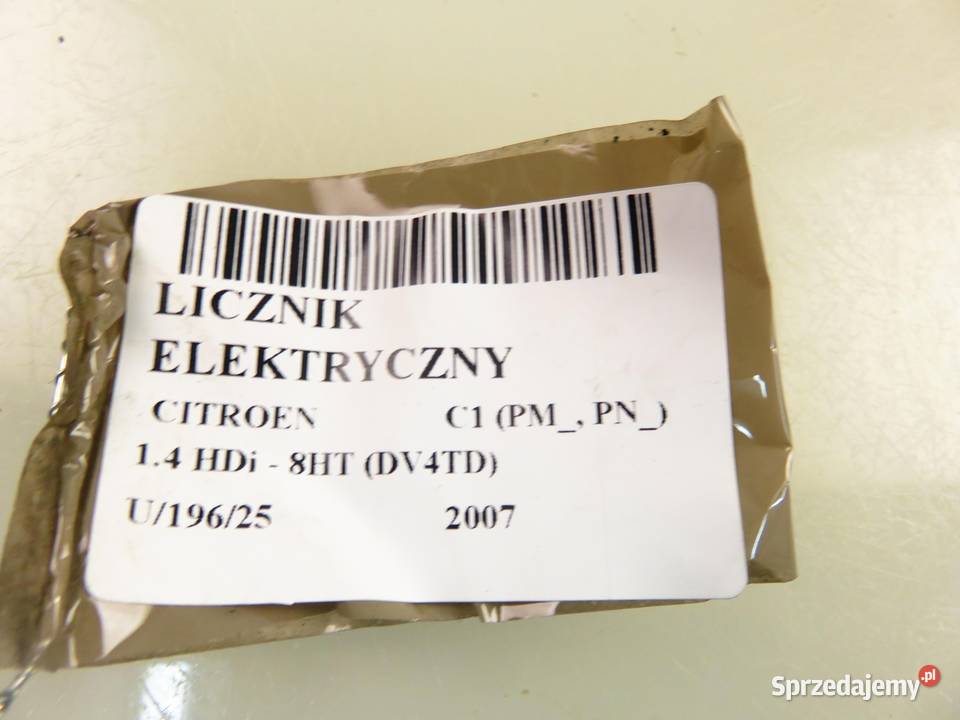 LICZNIK
ELEKTRYCZNY
CITROEN C1 (PM_, PN_)
1.4 HDi - 8HT (DV4TD)
U/196/25 2007
Sprzedajemy.pl